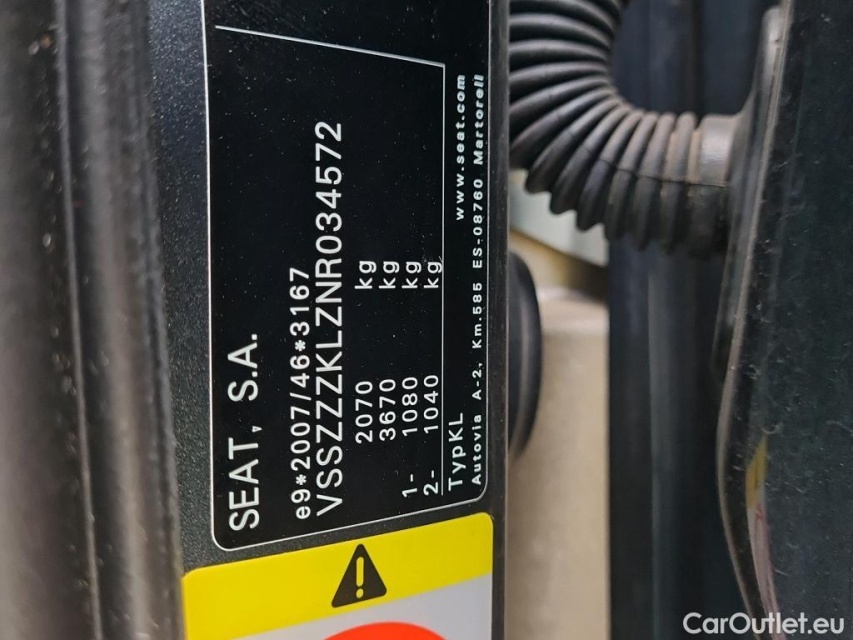 SEAT, S.A.
e9*2007/46*3167
VSSZZZKLZNR034572
2070 kg
3670 kg
1- 1080 kg
2- 1040 kg
TypKL www.seat.com
Autovia A-2, Km.585 ES-08760 Martorell
CarOutlet.eu